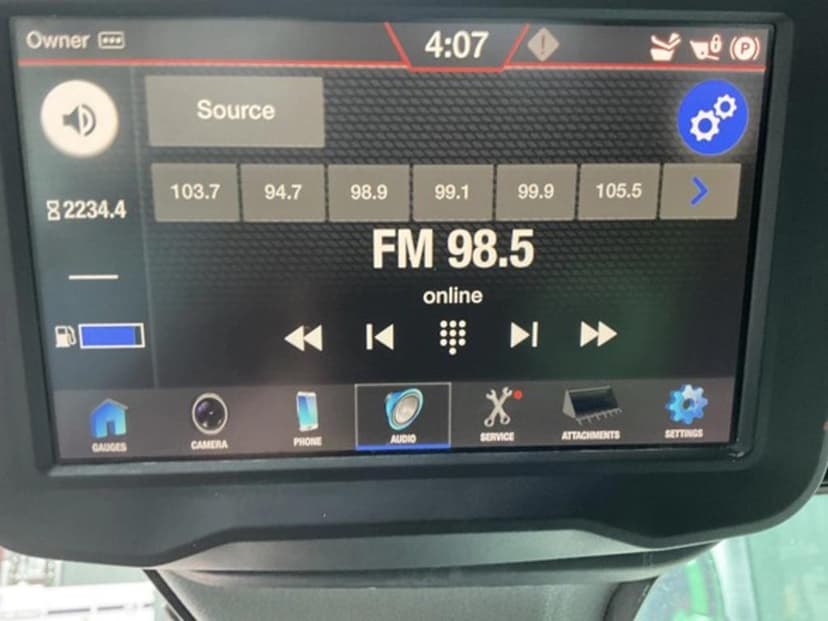 Owner
4:07
Source
2234.4
103.7 94.7 98.9 99.1 99.9 105.5
FM 98.5
online
GAUGES CAMERA PHONE AUDIO SERVICE ATTACHMENTS SETTINGS